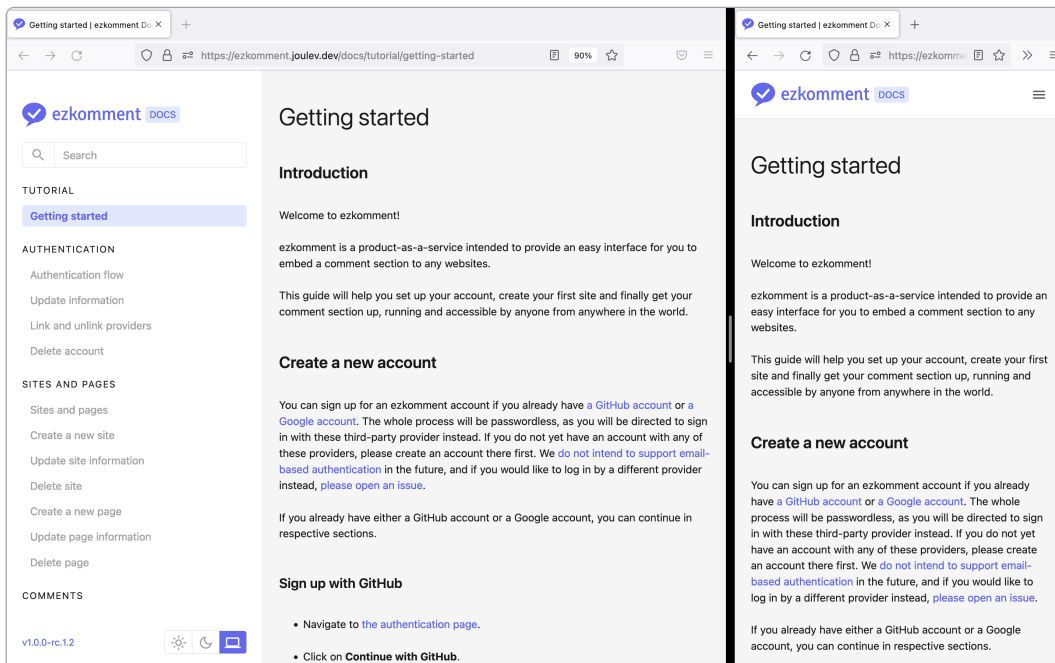 Getting started | ezkomment Do
https://ezkomment.joulev.dev/docs/tutorial/getting-started
90%
ezkomment DOCS
Search
TUTORIAL
Getting started
AUTHENTICATION
Authentication flow
Update information
Link and unlink providers
Delete account
SITES AND PAGES
Sites and pages
Create a new site
Update site information
Delete site
Create a new page
Update page information
Delete page
COMMENTS
v1.0.0-rc.1.2
Getting started
Introduction
Welcome to ezkomment!
ezkomment is a product-as-a-service intended to provide an easy interface for you to
embed a comment section to any websites.
This guide will help you set up your account, create your first site and finally get your
comment section up, running and accessible by anyone from anywhere in the world.
Create a new account
You can sign up for an ezkomment account if you already have a GitHub account or a
Google account. The whole process will be passwordless, as you will be directed to sign
in with these third-party provider instead. If you do not yet have an account with any of
these providers, please create an account there first. We do not intend to support email-
based authentication in the future, and if you would like to log in by a different provider
instead, please open an issue.
If you already have either a GitHub account or a Google account, you can continue in
respective sections.
Sign up with GitHub
• Navigate to the authentication page.
• Click on Continue with GitHub.
Getting started | ezkomment Do
https://ezkomme
ezkomment DOCS
Getting started
Introduction
Welcome to ezkomment!
ezkomment is a product-as-a-service intended to provide an
easy interface for you to embed a comment section to any
websites.
This guide will help you set up your account, create your first
site and finally get your comment section up, running and
accessible by anyone from anywhere in the world.
Create a new account
You can sign up for an ezkomment account if you already
have a GitHub account or a Google account. The whole
process will be passwordless, as you will be directed to sign
in with these third-party provider instead. If you do not yet
have an account with any of these providers, please create
an account there first. We do not intend to support email-
based authentication in the future, and if you would like to
log in by a different provider instead, please open an issue.
If you already have either a GitHub account or a Google
account, you can continue in respective sections.